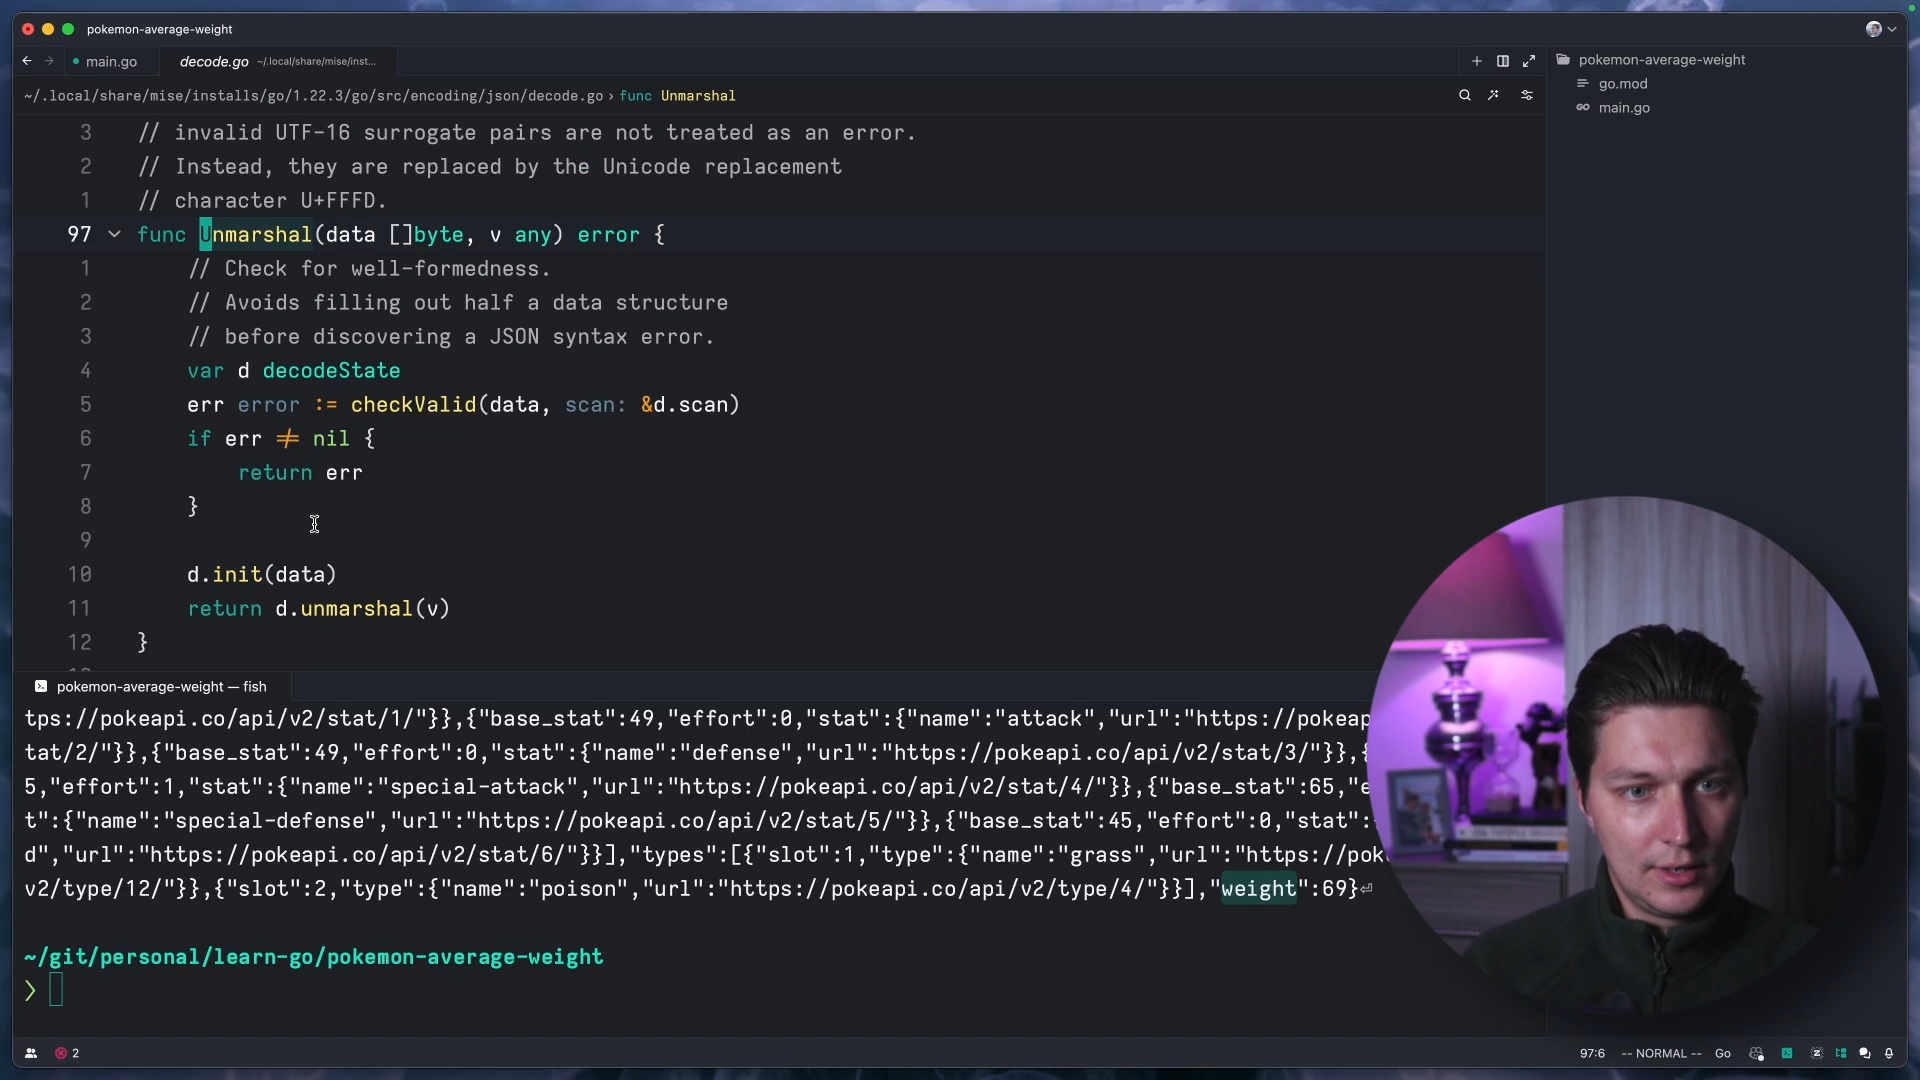 pokemon-average-weight
main.go
decode.go ~/.local/share/mise/inst…
~/.local/share/mise/installs/go/1.22.3/go/src/encoding/json/decode.go › func Unmarshal
3 // invalid UTF-16 surrogate pairs are not treated as an error.
2 // Instead, they are replaced by the Unicode replacement
1 // character U+FFFD.
97 func Unmarshal(data []byte, v any) error {
1 // Check for well-formedness.
2 // Avoids filling out half a data structure
3 // before discovering a JSON syntax error.
4 var d decodeState
5 err error := checkValid(data, scan: &d.scan)
6 if err ≠ nil {
7 return err
8 }
9
10 d.init(data)
11 return d.unmarshal(v)
12 }
pokemon-average-weight
go.mod
main.go
pokemon-average-weight — fish
tps://pokeapi.co/api/v2/stat/1/"}},{"base_stat":49,"effort":0,"stat":{"name":"attack","url":"https://pokeap
tat/2/"}},{"base_stat":49,"effort":0,"stat":{"name":"defense","url":"https://pokeapi.co/api/v2/stat/3/"}},{
5,"effort":1,"stat":{"name":"special-attack","url":"https://pokeapi.co/api/v2/stat/4/"}},{"base_stat":65,"e
t":{"name":"special-defense","url":"https://pokeapi.co/api/v2/stat/5/"}},{"base_stat":45,"effort":0,"stat":
d","url":"https://pokeapi.co/api/v2/stat/6/"}}],"types":[{"slot":1,"type":{"name":"grass","url":"https://pok
v2/type/12/"}},{"slot":2,"type":{"name":"poison","url":"https://pokeapi.co/api/v2/type/4/"}}],"weight":69}⏎
~/git/personal/learn-go/pokemon-average-weight
❯
2
97:6 -- NORMAL -- Go